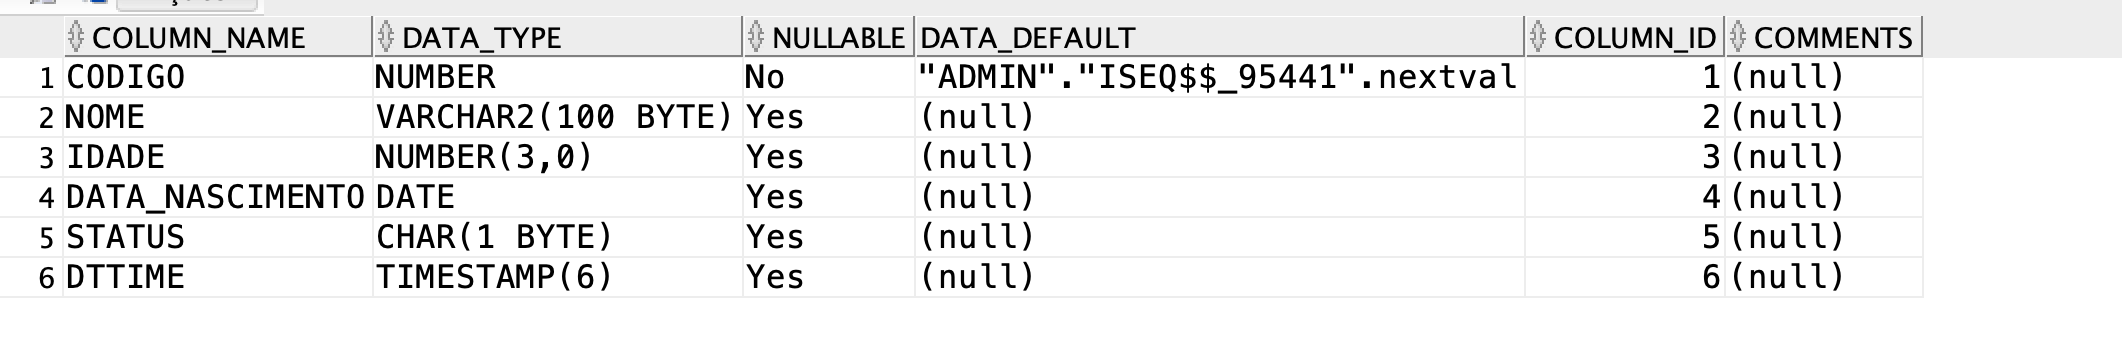 COLUMN_NAME DATA_TYPE NULLABLE DATA_DEFAULT COLUMN_ID COMMENTS
1 CODIGO NUMBER No "ADMIN"."ISEQ$$_95441".nextval 1 (null)
2 NOME VARCHAR2(100 BYTE) Yes (null) 2 (null)
3 IDADE NUMBER(3,0) Yes (null) 3 (null)
4 DATA_NASCIMENTO DATE Yes (null) 4 (null)
5 STATUS CHAR(1 BYTE) Yes (null) 5 (null)
6 DTTIME TIMESTAMP(6) Yes (null) 6 (null)